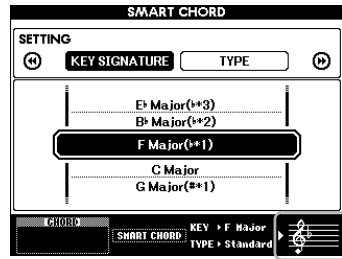 SMART CHORD
SETTING
KEY SIGNATURE TYPE
E♭ Major(♭*3)
B♭ Major(♭*2)
F Major(♭*1)
C Major
G Major(#*1)
CHORD
SMART CHORD
KEY ▸ F Major
TYPE ▸ Standard